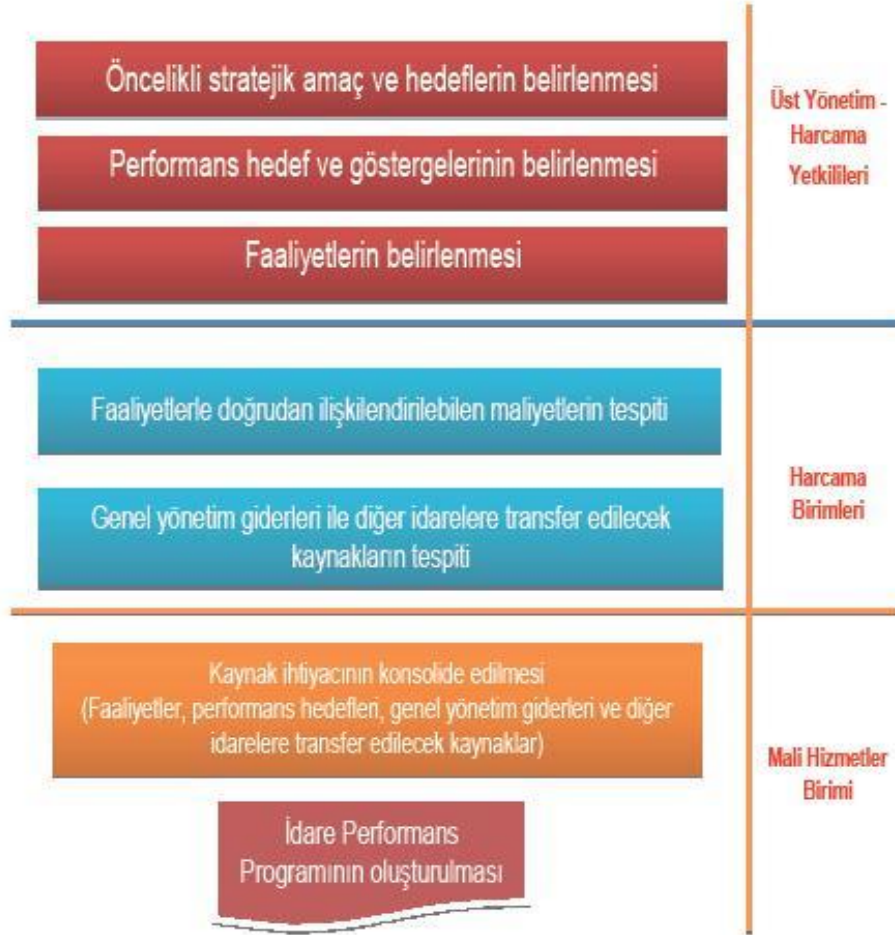 Öncelikli stratejik amaç ve hedeflerin belirlenmesi
Performans hedef ve göstergelerinin belirlenmesi
Faaliyetlerin belirlenmesi
Üst Yönetim -
Harcama
Yetkilileri
Faaliyetlerle doğrudan ilişkilendirilebilen maliyetlerin tespiti
Genel yönetim giderleri ile diğer idarelere transfer edilecek
kaynakların tespiti
Harcama
Birimleri
Kaynak ihtiyacının konsolide edilmesi
(Faaliyetler, performans hedefleri, genel yönetim giderleri ve diğer
idarelere transfer edilecek kaynaklar)
İdare Performans
Programının oluşturulması
Mali Hizmetler
Birimi